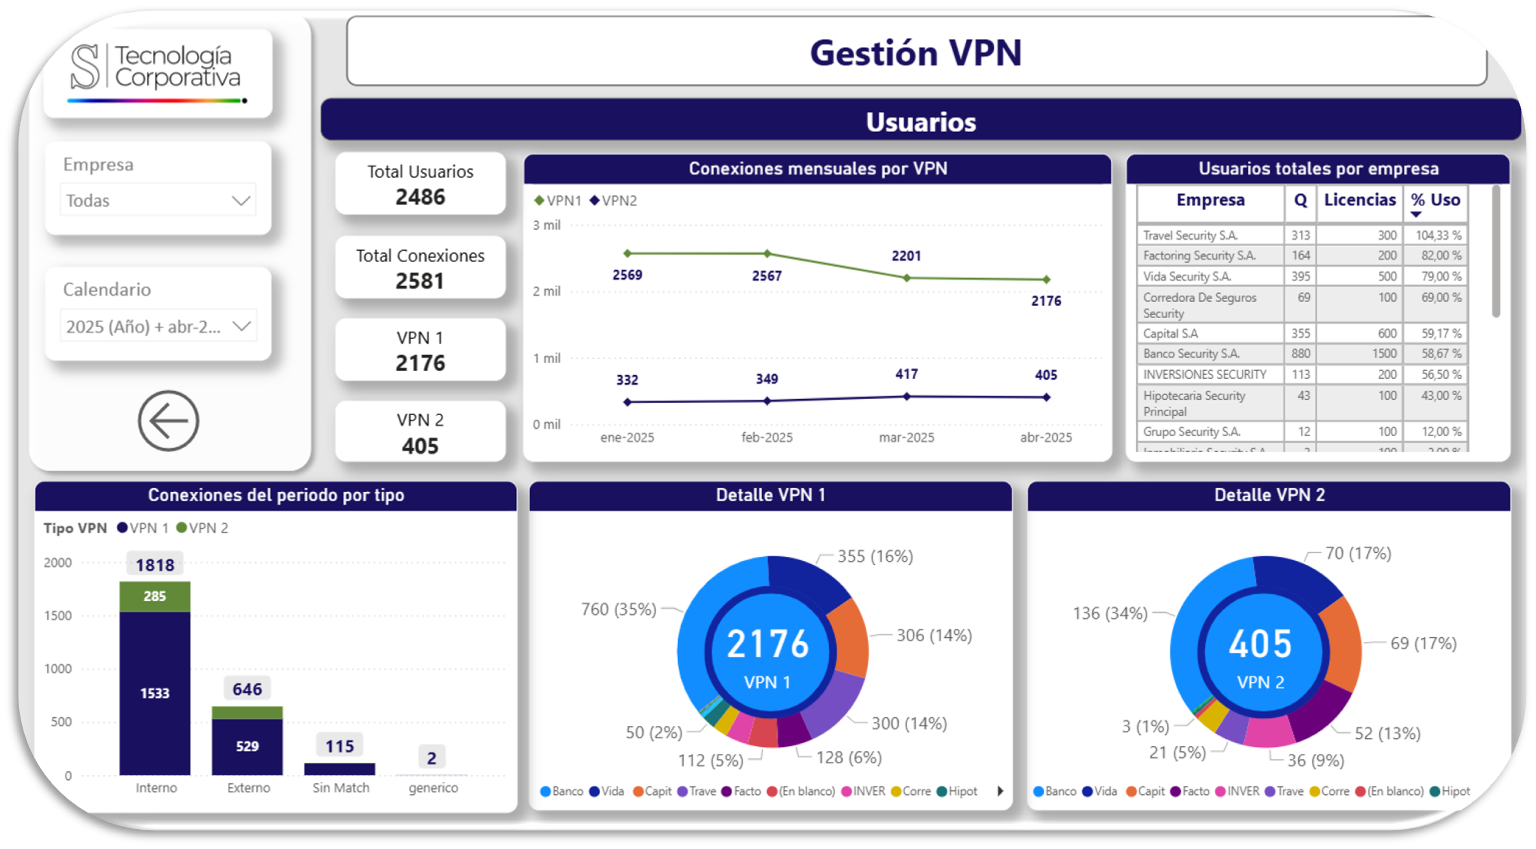 S Tecnología
Corporativa
Gestión VPN
Usuarios
Empresa
Todas
Calendario
2025 (Año) + abr-2...
Total Usuarios
2486
Total Conexiones
2581
VPN 1
2176
VPN 2
405
Conexiones mensuales por VPN
VPN1 VPN2
3 mil
2 mil
1 mil
0 mil
2569 2567 2201 2176
332 349 417 405
ene-2025 feb-2025 mar-2025 abr-2025
Usuarios totales por empresa
Empresa Q Licencias % Uso
Travel Security S.A. 313 300 104,33 %
Factoring Security S.A. 164 200 82,00 %
Vida Security S.A. 395 500 79,00 %
Corredora De Seguros 69 100 69,00 %
Security
Capital S.A 355 600 59,17 %
Banco Security S.A. 880 1500 58,67 %
INVERSIONES SECURITY 113 200 56,50 %
Hipotecaria Security 43 100 43,00 %
Principal
Grupo Security S.A. 12 100 12,00 %
Conexiones del periodo por tipo
Tipo VPN VPN 1 VPN 2
2000
1500
1000
500
0
1818
285
1533
646
529
115
2
Interno Externo Sin Match generico
Detalle VPN 1
355 (16%)
760 (35%)
306 (14%)
300 (14%)
50 (2%)
112 (5%)
128 (6%)
2176
VPN 1
Banco Vida Capit Trave Facto (En blanco) INVER Corre Hipot
Detalle VPN 2
70 (17%)
136 (34%)
69 (17%)
3 (1%)
52 (13%)
21 (5%)
36 (9%)
405
VPN 2
Banco Vida Capit Facto INVER Trave Corre (En blanco) Hipot